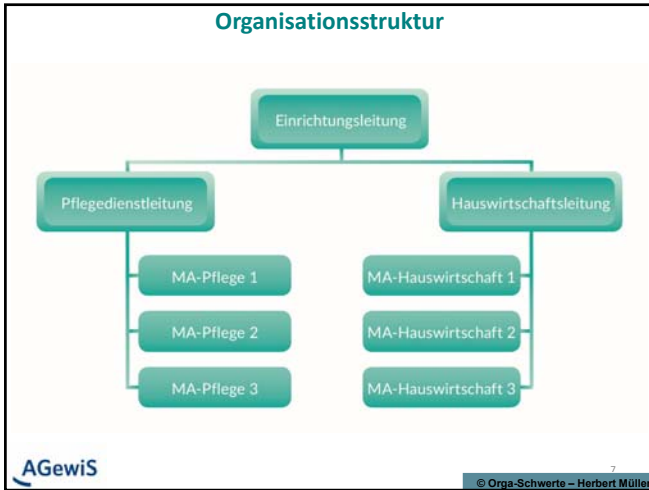 Organisationsstruktur
Einrichtungsleitung
Pflegedienstleitung
Hauswirtschaftsleitung
MA-Pflege 1
MA-Hauswirtschaft 1
MA-Pflege 2
MA-Hauswirtschaft 2
MA-Pflege 3
MA-Hauswirtschaft 3
AGewiS
7
© Orga-Schwerte – Herbert Müller